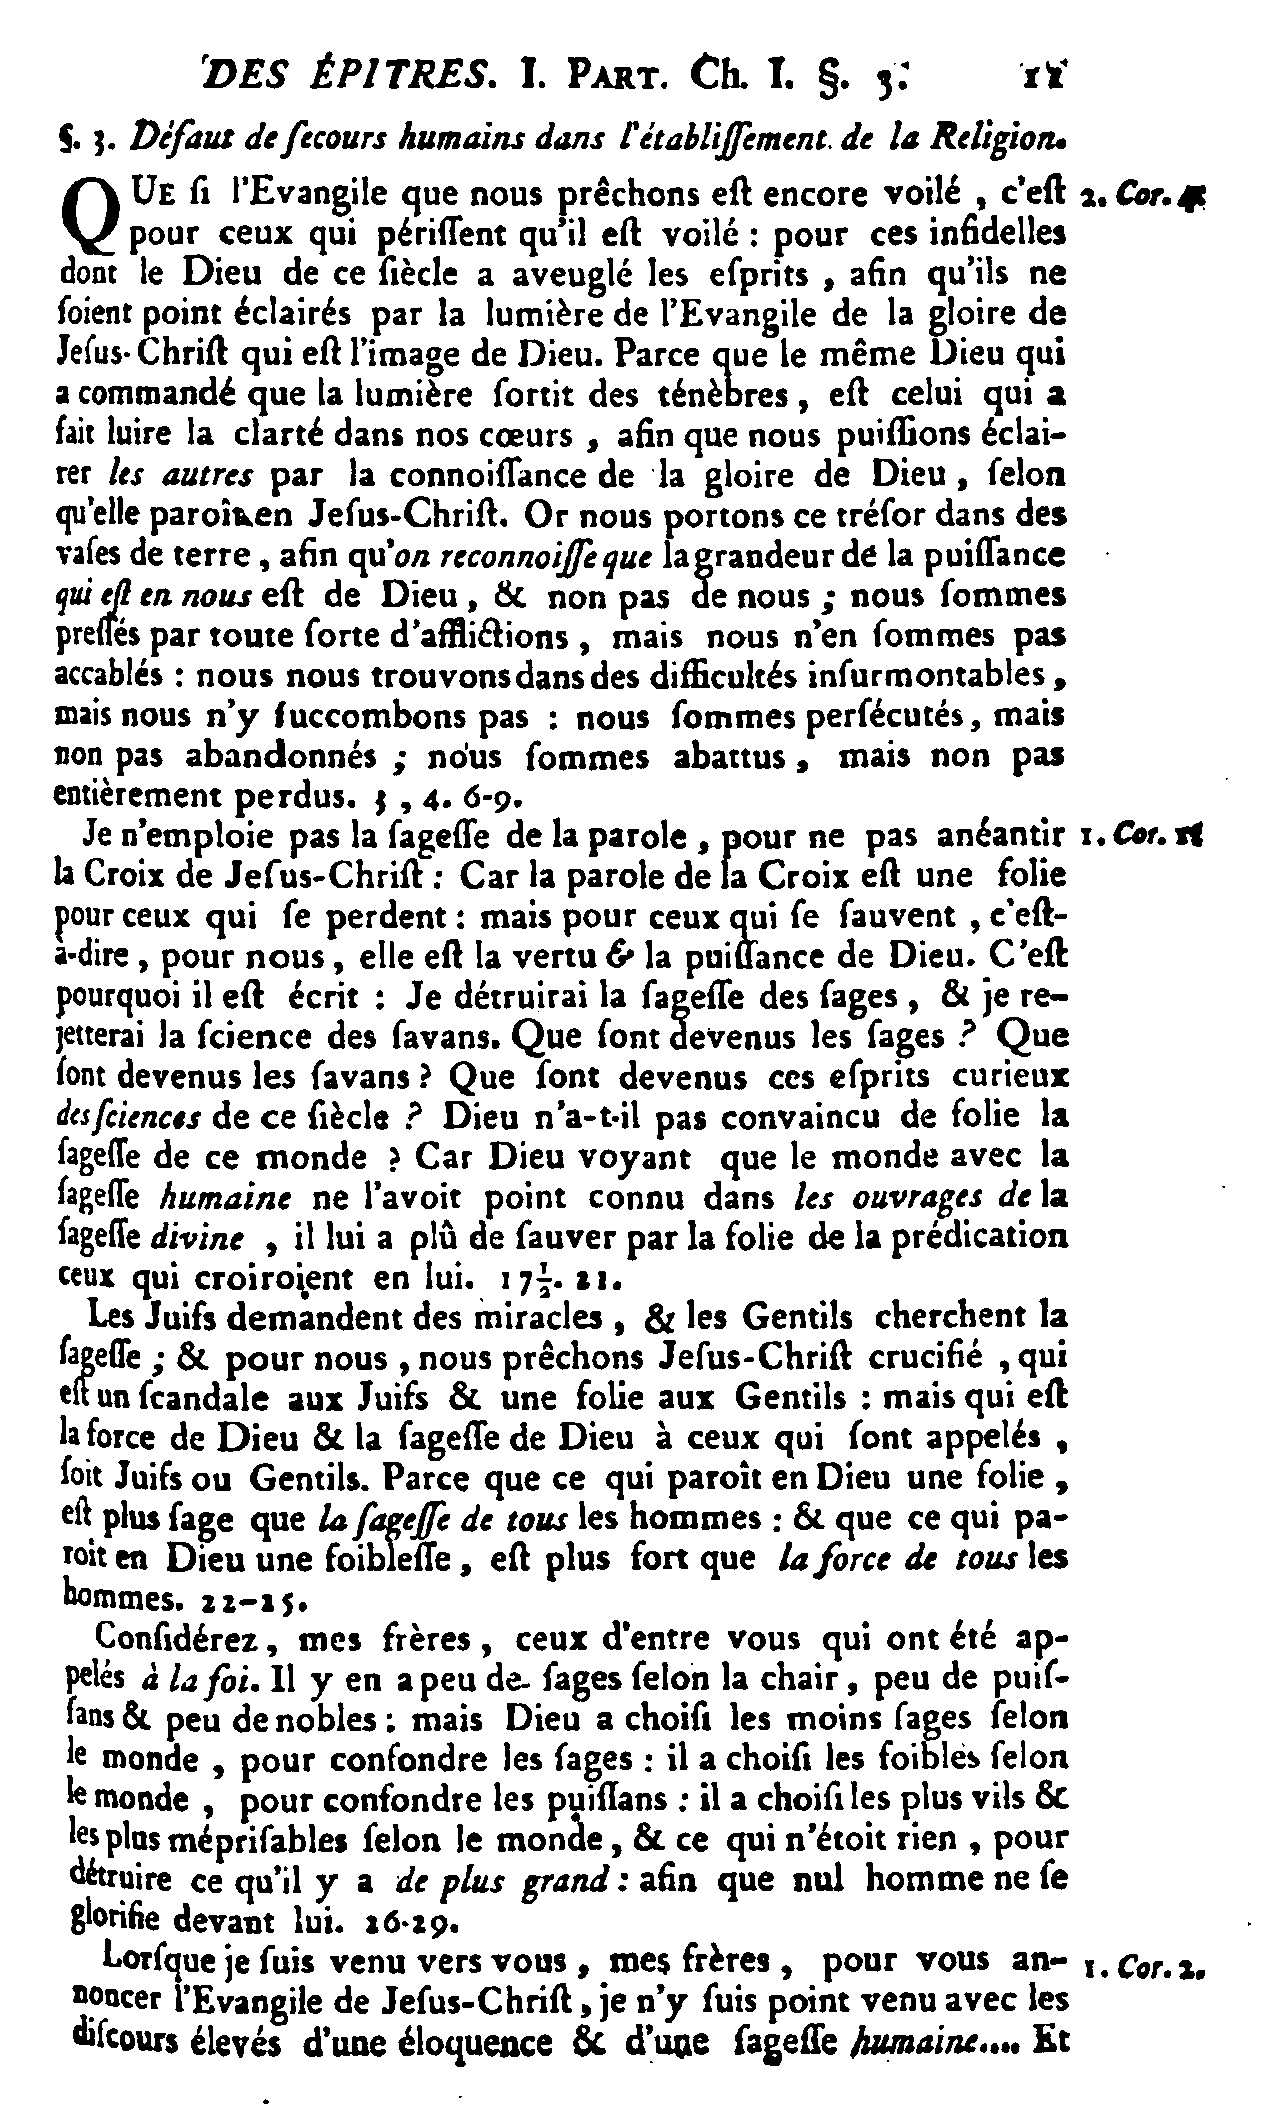 DES ÉPITRES. I. PART. Ch. I. §. 3. 11
§. 3. Défaut de ſecours humains dans l'établiſſement de la Religion.
QUE ſi l'Evangile que nous prêchons eſt encore voilé, c'eſt 2. Cor. 4.
pour ceux qui périſſent qu'il eſt voilé : pour ces infidelles
dont le Dieu de ce ſiècle a aveuglé les eſprits, afin qu'ils ne
ſoient point éclairés par la lumière de l'Evangile de la gloire de
Jeſus-Chriſt qui eſt l'image de Dieu. Parce que le même Dieu qui
a commandé que la lumière ſortit des ténèbres, eſt celui qui a
fait luire la clarté dans nos cœurs, afin que nous puiſſions éclai-
rer les autres par la connoiſſance de la gloire de Dieu, ſelon
qu'elle paroît en Jeſus-Chriſt. Or nous portons ce tréſor dans des
vaſes de terre, afin qu'on reconnoiſſe que la grandeur de la puiſſance
qui eſt en nous eſt de Dieu, & non pas de nous ; nous ſommes
preſſés par toute ſorte d'afflictions, mais nous n'en ſommes pas
accablés : nous nous trouvons dans des difficultés inſurmontables,
mais nous n'y ſuccombons pas : nous ſommes perſécutés, mais
non pas abandonnés ; nous ſommes abattus, mais non pas
entièrement perdus. 3, 4. 6-9.
Je n'emploie pas la ſageſſe de la parole, pour ne pas anéantir 1. Cor. 1.
la Croix de Jeſus-Chriſt : Car la parole de la Croix eſt une folie
pour ceux qui ſe perdent : mais pour ceux qui ſe ſauvent, c'eſt-
à-dire, pour nous, elle eſt la vertu & la puiſſance de Dieu. C'eſt
pourquoi il eſt écrit : Je détruirai la ſageſſe des ſages, & je re-
jetterai la ſcience des ſavans. Que ſont devenus les ſages ? Que
ſont devenus les ſavans ? Que ſont devenus ces eſprits curieux
des ſciences de ce ſiècle ? Dieu n'a-t-il pas convaincu de folie la
ſageſſe de ce monde ? Car Dieu voyant que le monde avec la
ſageſſe humaine ne l'avoit point connu dans les ouvrages de la
ſageſſe divine, il lui a plû de ſauver par la folie de la prédication
ceux qui croiroient en lui. 17½. 21.
Les Juifs demandent des miracles, & les Gentils cherchent la
ſageſſe ; & pour nous, nous prêchons Jeſus-Chriſt crucifié, qui
eſt un ſcandale aux Juifs & une folie aux Gentils : mais qui eſt
la force de Dieu & la ſageſſe de Dieu à ceux qui ſont appelés,
ſoit Juifs ou Gentils. Parce que ce qui paroît en Dieu une folie,
eſt plus ſage que la ſageſſe de tous les hommes : & que ce qui pa-
roit en Dieu une foibleſſe, eſt plus fort que la force de tous les
hommes. 22-25.
Conſidérez, mes frères, ceux d'entre vous qui ont été ap-
pelés à la foi. Il y en a peu de ſages ſelon la chair, peu de puiſ-
ſans & peu de nobles : mais Dieu a choiſi les moins ſages ſelon
le monde, pour confondre les ſages : il a choiſi les foibles ſelon
le monde, pour confondre les puiſſans : il a choiſi les plus vils &
les plus mépriſables ſelon le monde, & ce qui n'étoit rien, pour
détruire ce qu'il y a de plus grand : afin que nul homme ne ſe
glorifie devant lui. 26-29.
Lorſque je ſuis venu vers vous, mes frères, pour vous an- 1. Cor. 2.
noncer l'Evangile de Jeſus-Chriſt, je n'y ſuis point venu avec les
diſcours élevés d'une éloquence & d'une ſageſſe humaine.... Et